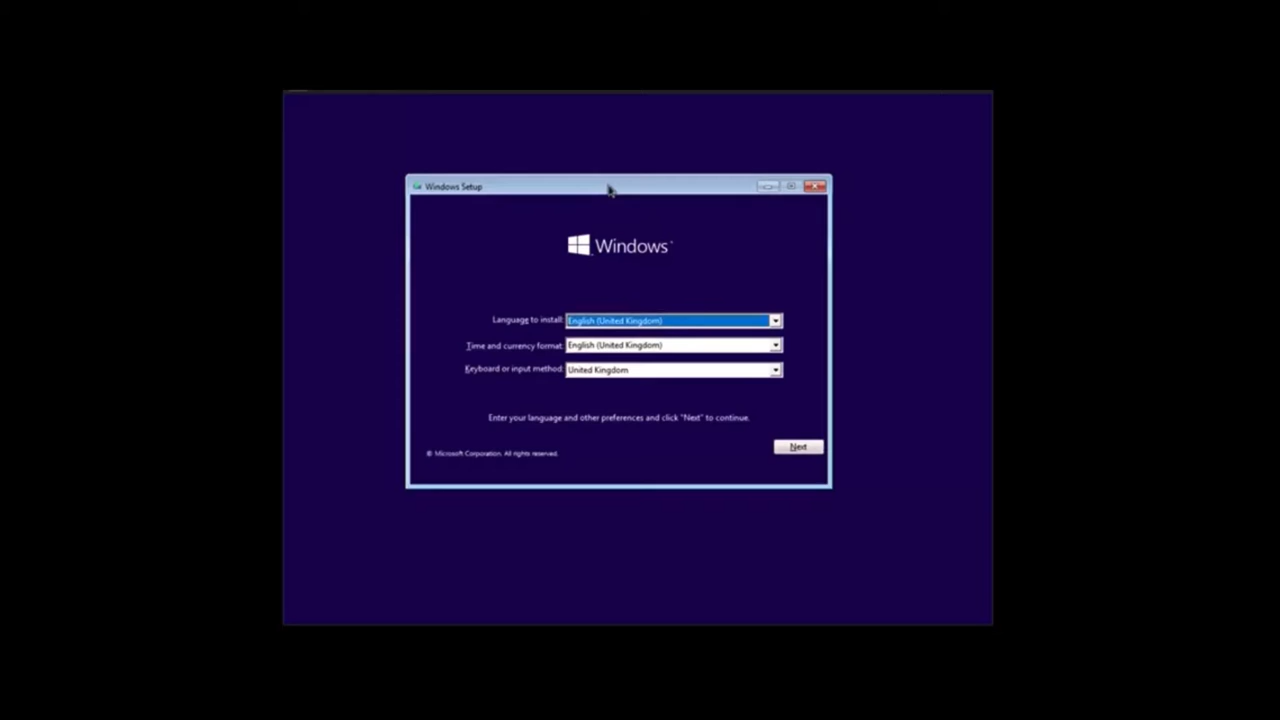 Windows Setup
Windows
Language to install: English (United Kingdom)
Time and currency format: English (United Kingdom)
Keyboard or input method: United Kingdom
Enter your language and other preferences and click "Next" to continue.
Next
© Microsoft Corporation. All rights reserved.